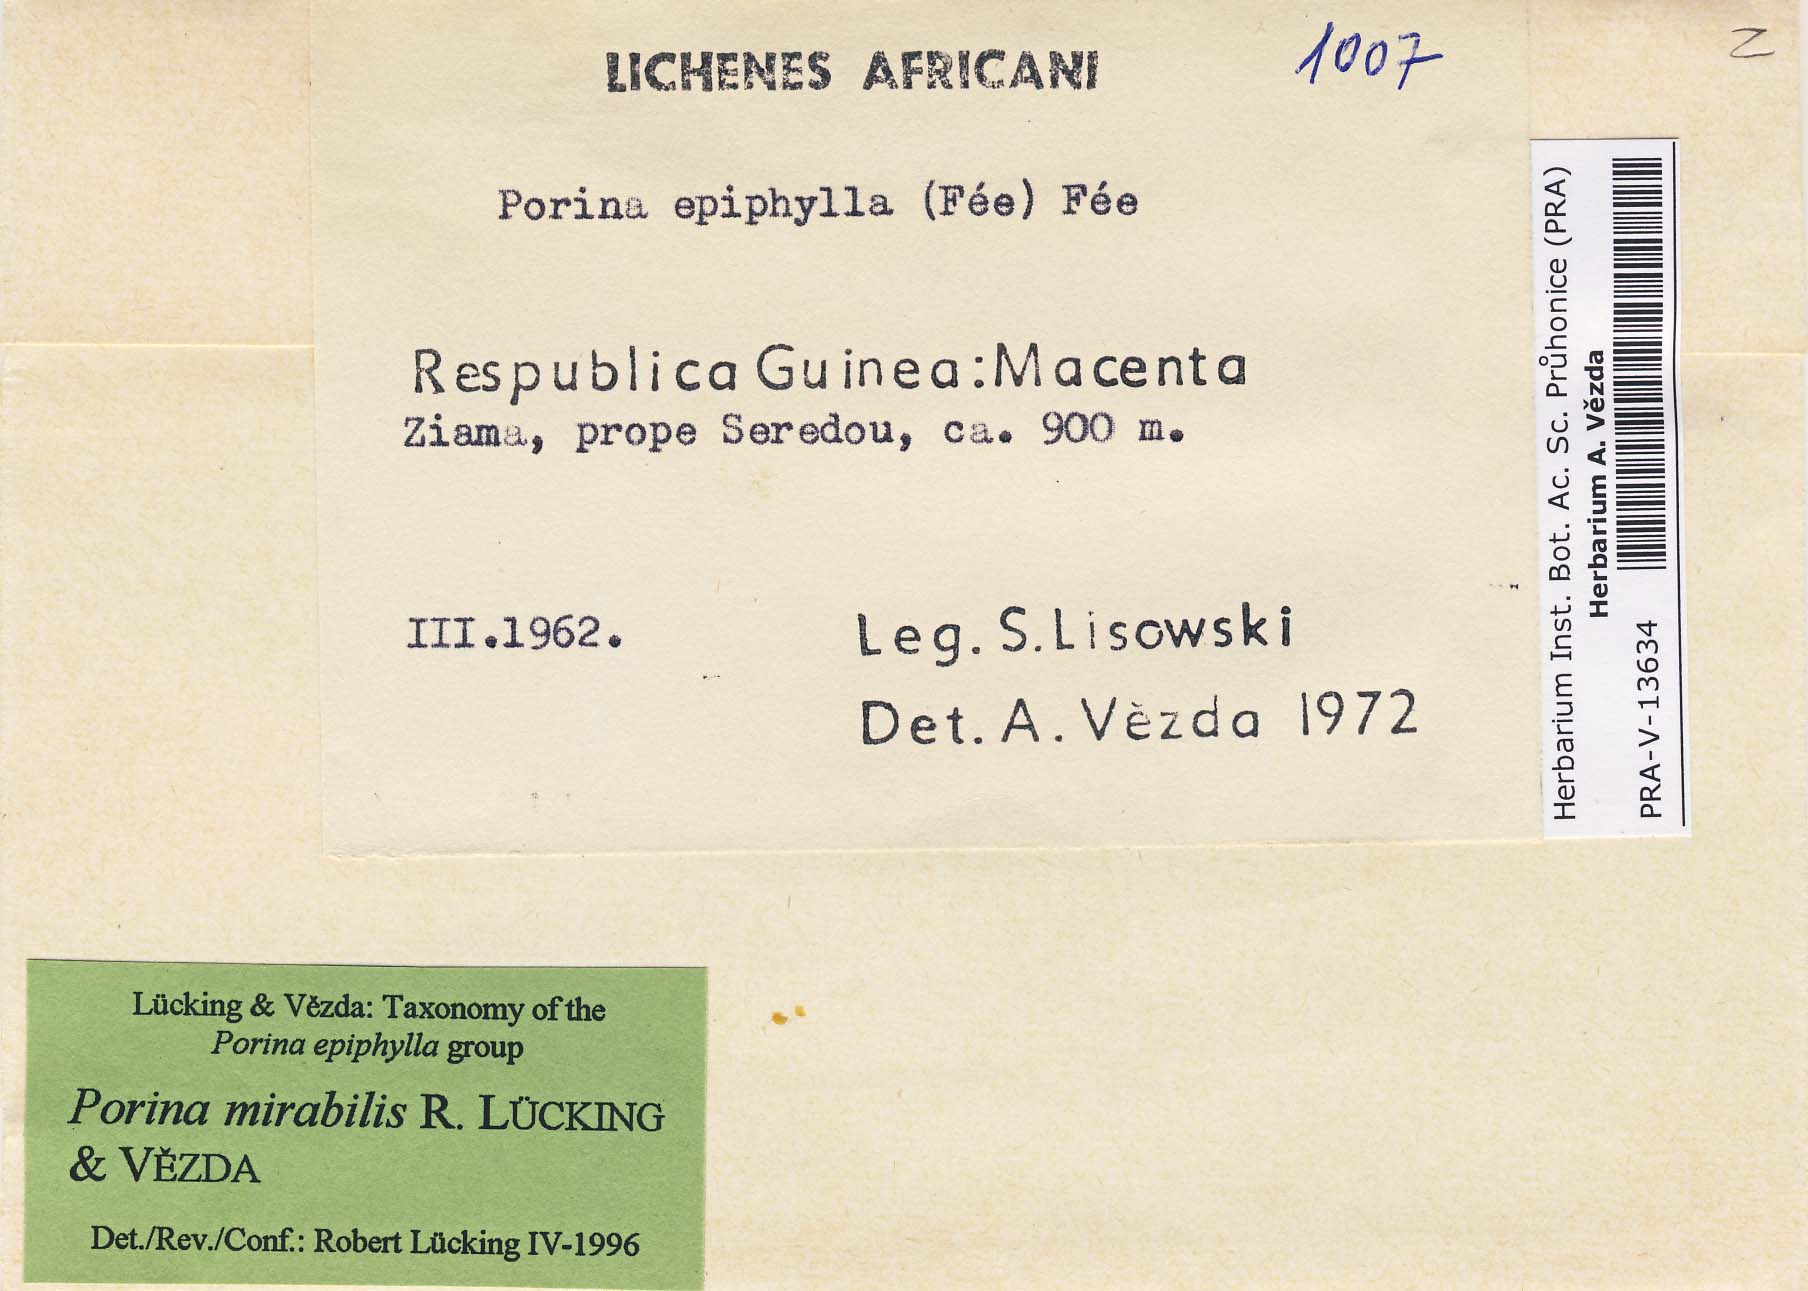 LICHENES AFRICANI
1007
Z
Porina epiphylla (Fée) Fée
Respublica Guinea: Macenta
Ziama, prope Seredou, ca. 900 m.
III.1962.
Leg. S. Lisowski
Det. A. Vězda 1972
Herbarium Inst. Bot. Ac. Sc. Průhonice (PRA)
Herbarium A. Vězda
PRA-V-13634
Lücking & Vězda: Taxonomy of the
Porina epiphylla group
Porina mirabilis R. LÜCKING
& VĚZDA
Det./Rev./Conf.: Robert Lücking IV-1996